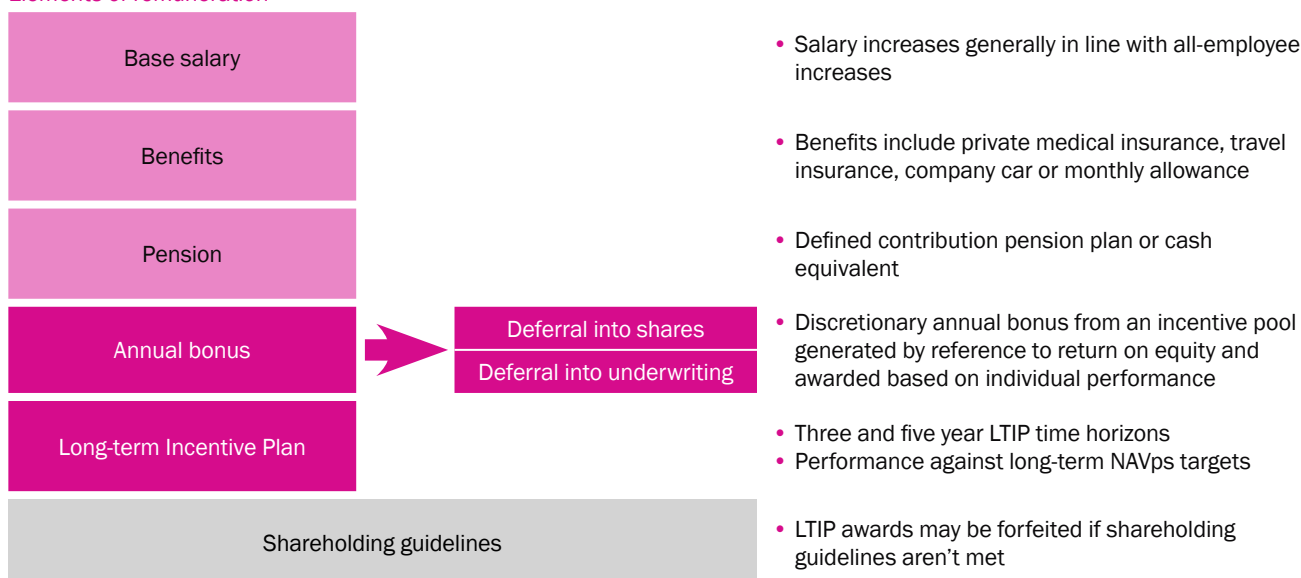 Elements of remuneration
Base salary
• Salary increases generally in line with all-employee
increases
Benefits
• Benefits include private medical insurance, travel
insurance, company car or monthly allowance
Pension
• Defined contribution pension plan or cash
equivalent
Annual bonus
Deferral into shares
Deferral into underwriting
• Discretionary annual bonus from an incentive pool
generated by reference to return on equity and
awarded based on individual performance
Long-term Incentive Plan
• Three and five year LTIP time horizons
• Performance against long-term NAVps targets
Shareholding guidelines
• LTIP awards may be forfeited if shareholding
guidelines aren't met